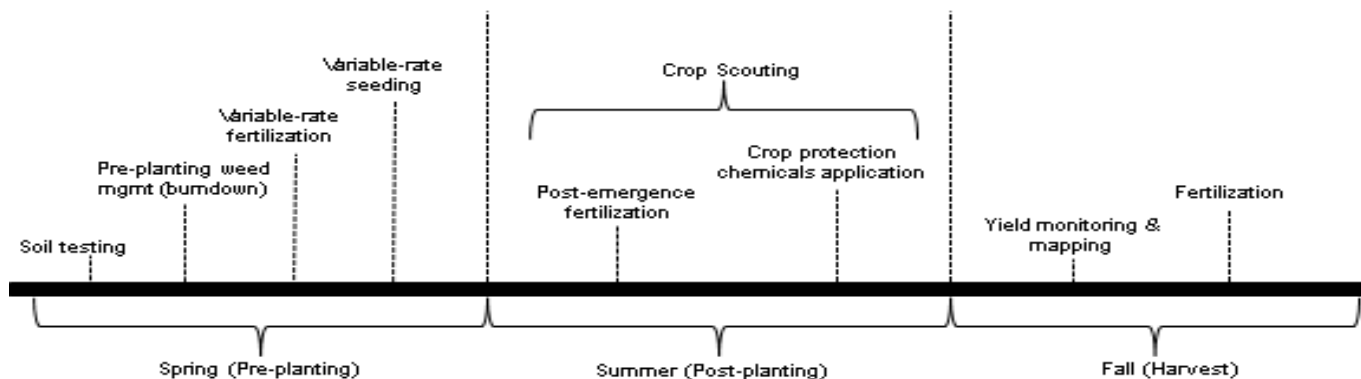 Variable-rate
seeding
Crop Scouting
Variable-rate
fertilization
Pre-planting weed
mgmt (burndown)
Crop protection
chemicals application
Post-emergence
fertilization
Fertilization
Soil testing
Yield monitoring &
mapping
Spring (Pre-planting)
Summer (Post-planting)
Fall (Harvest)